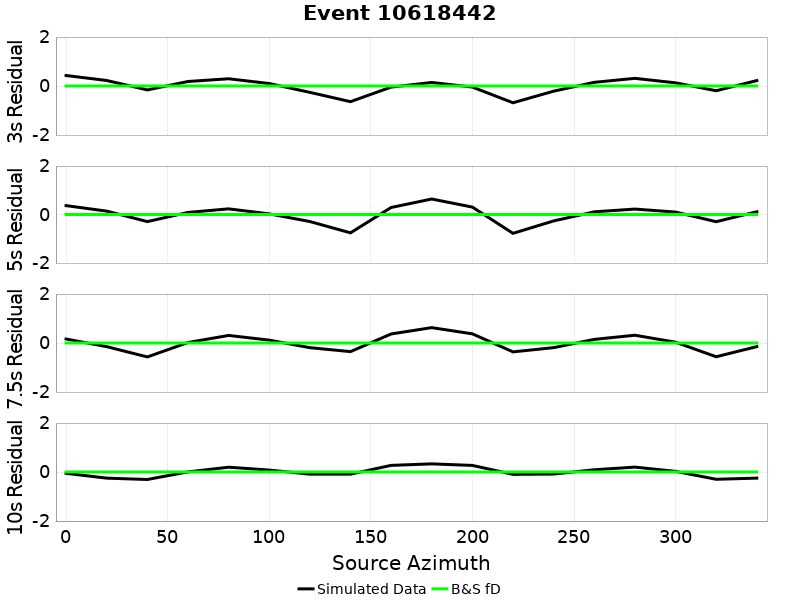 Event 10618442
3s Residual
2
0
-2
5s Residual
2
0
-2
7.5s Residual
2
0
-2
10s Residual
2
0
-2
0 50 100 150 200 250 300
Source Azimuth
Simulated Data B&S fD